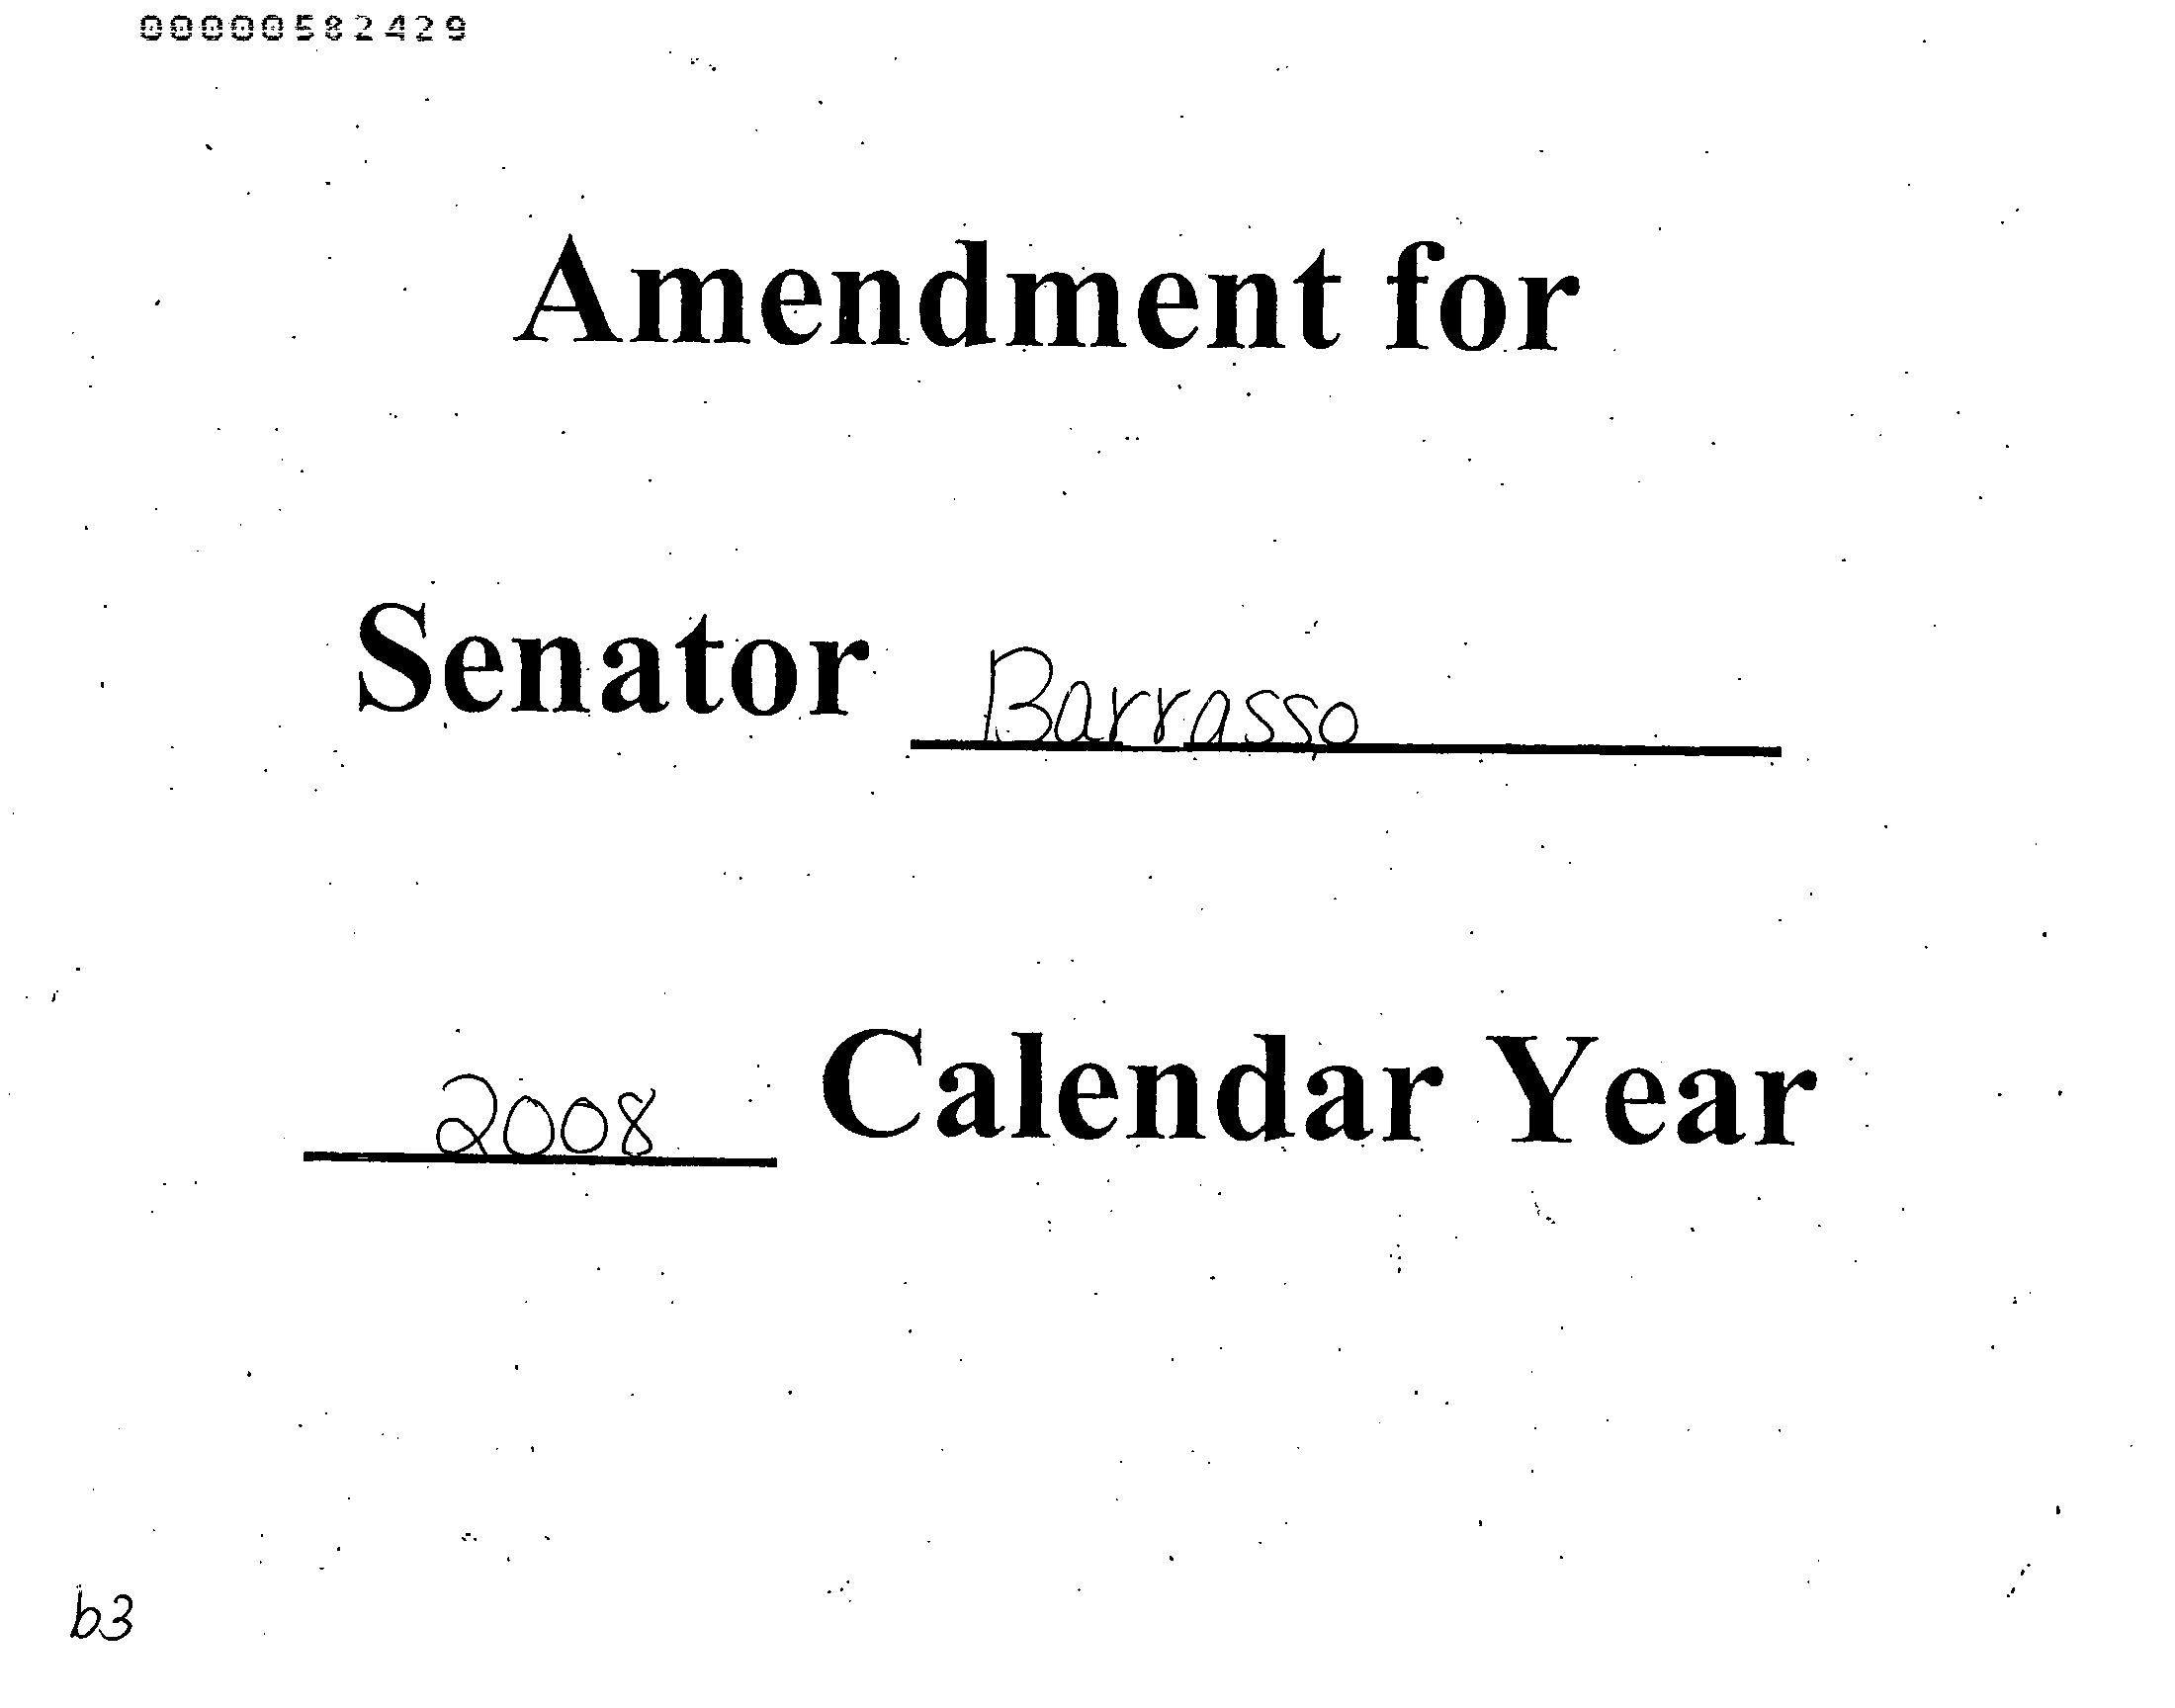 00000582429
Amendment for
Senator Barrasso
2008 Calendar Year
b3